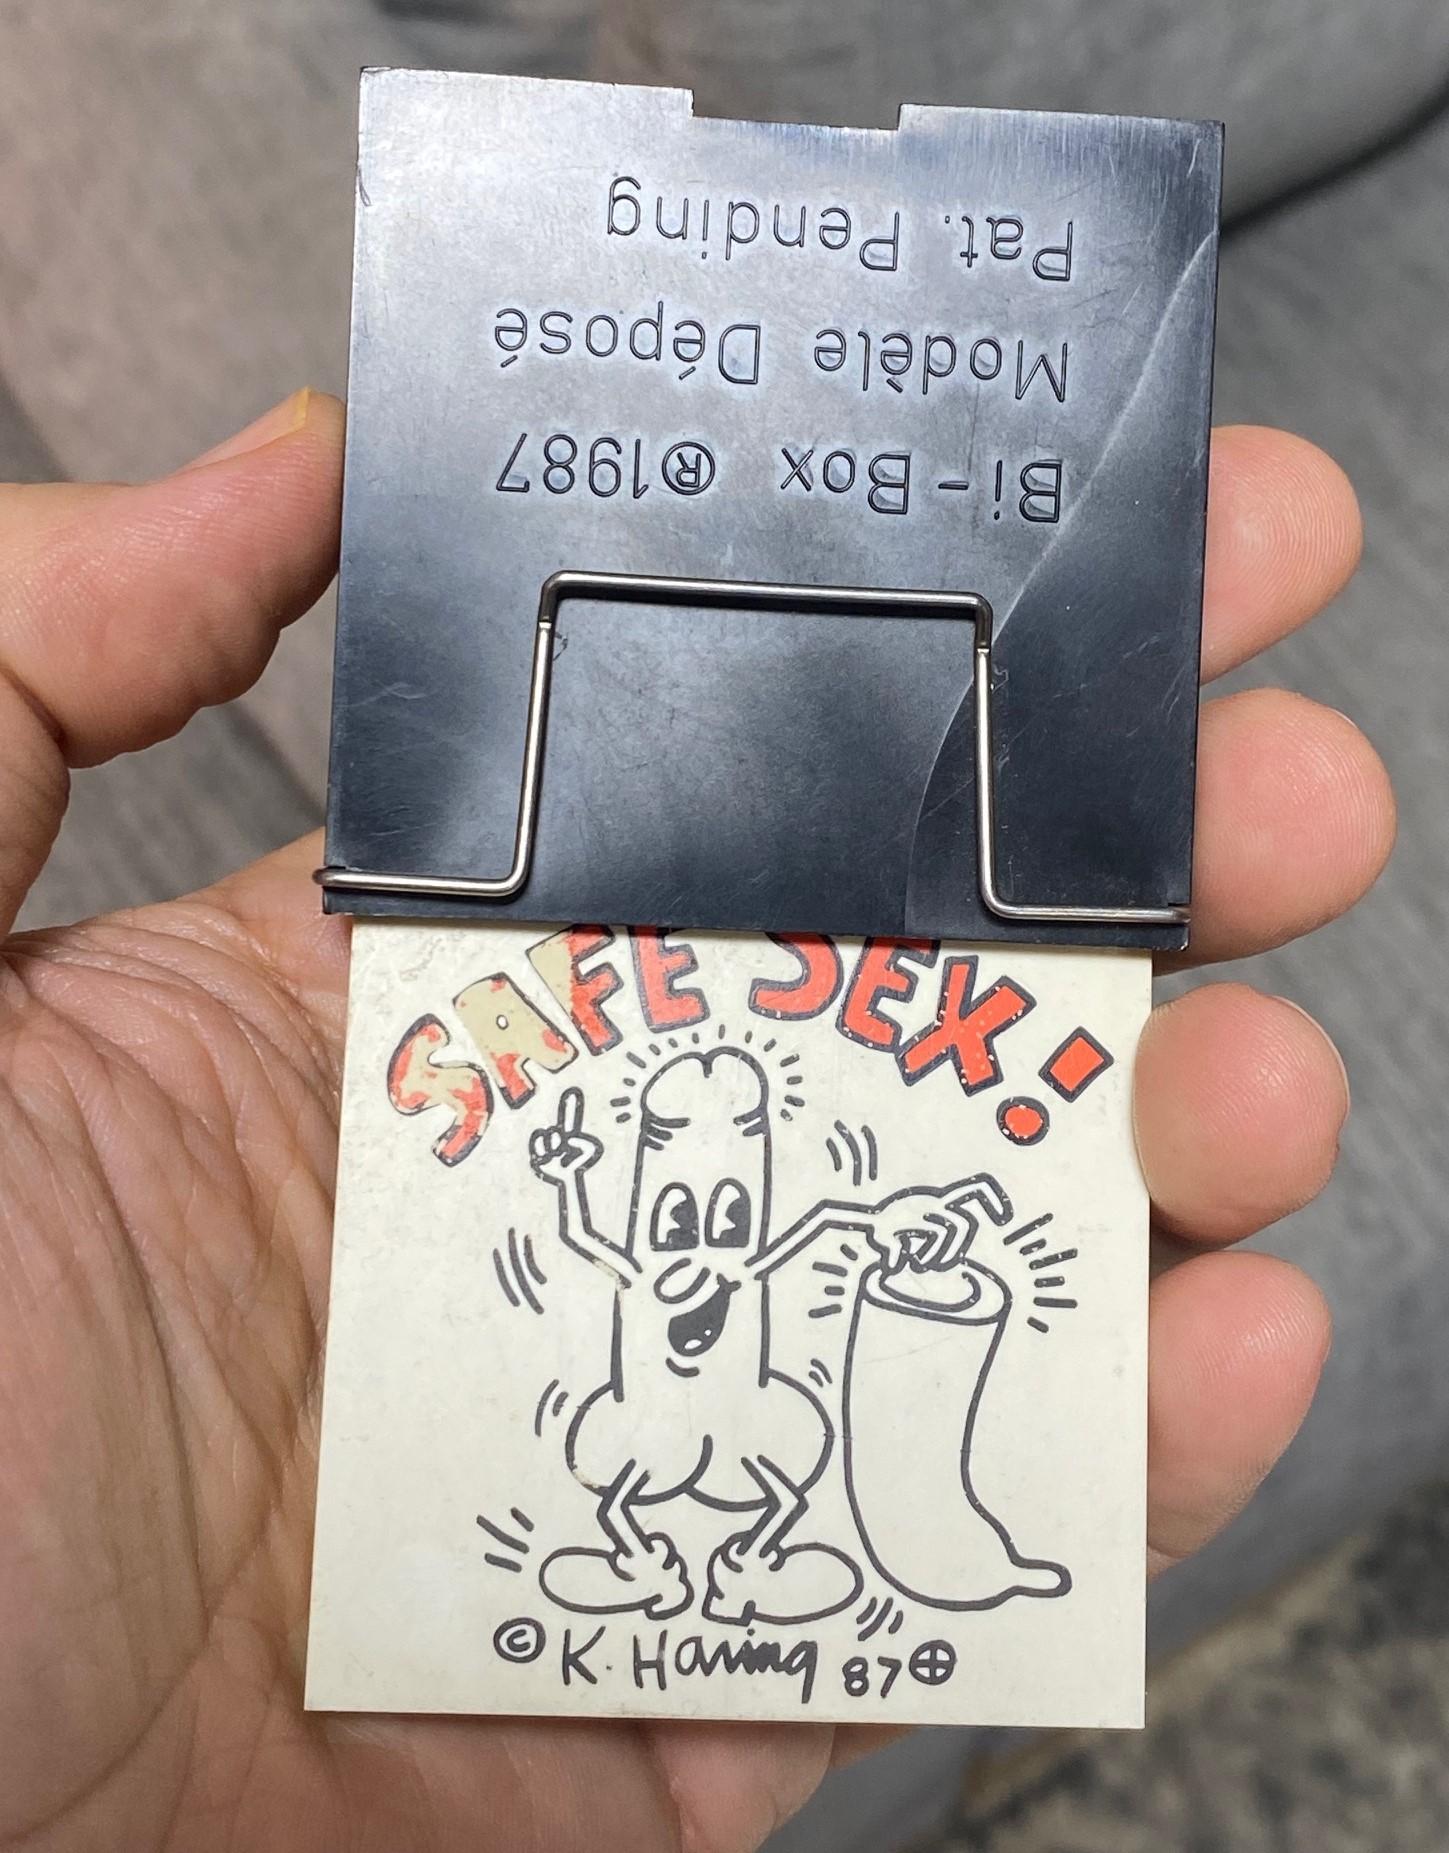 Bi-Box ®1987
Modèle Déposé
Pat. Pending
SAFE SEX!
© K. Haring 87 ⊕